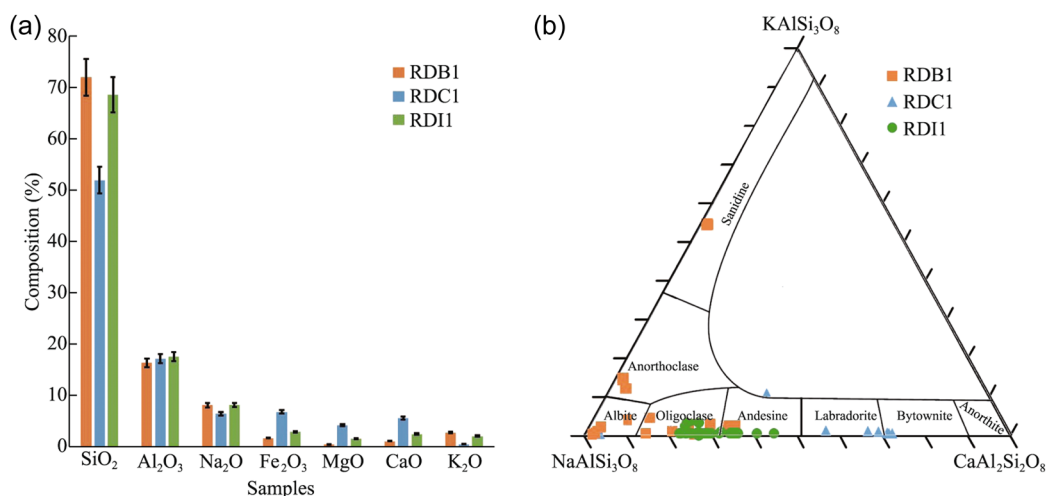 (a)
80
70
60
50
40
30
20
10
0
Composition (%)
RDB1
RDC1
RDI1
SiO₂ Al₂O₃ Na₂O Fe₂O₃ MgO CaO K₂O
Samples
(b)
KAlSi₃O₈
RDB1
RDC1
RDI1
Sanidine
Anorthoclase
Albite Oligoclase Andesine Labradorite Bytownite Anorthite
NaAlSi₃O₈ CaAl₂Si₂O₈